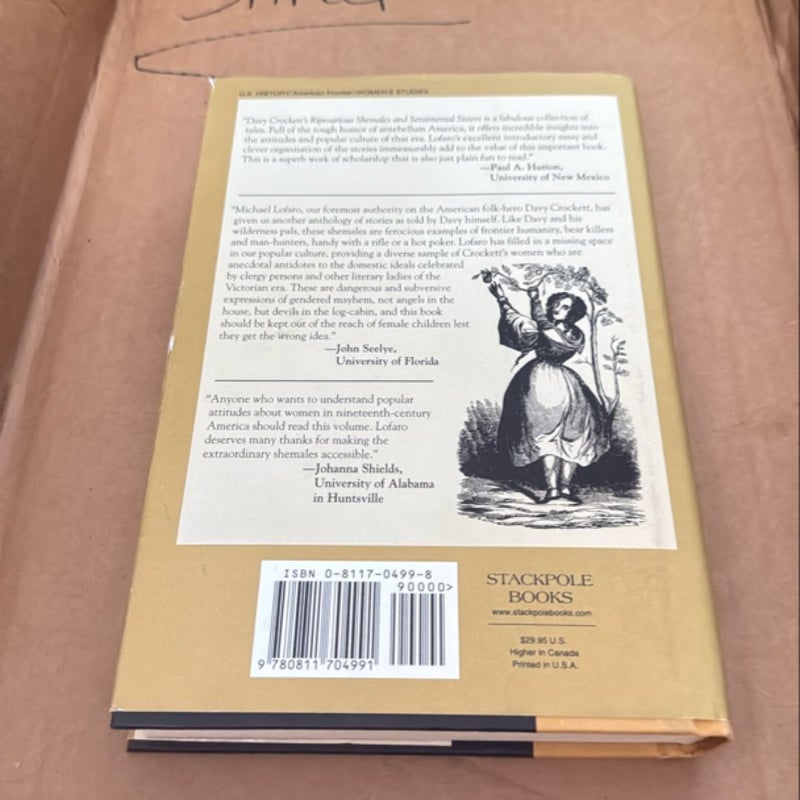 U.S. HISTORY/American Frontier/WOMEN'S STUDIES
"Davy Crockett's Riproarious Shemales and Sentimental Sisters is a fabulous collection of
tales. Full of the rough humor of antebellum America, it offers incredible insights into
the attitudes and popular culture of that era. Lofaro's excellent introductory essay and
clever organization of the stories immeasurably add to the value of this important book.
This is a superb work of scholarship that is also just plain fun to read."
—Paul A. Hutton,
University of New Mexico
"Michael Lofaro, our foremost authority on the American folk-hero Davy Crockett, has
given us another anthology of stories as told by Davy himself. Like Davy and his
wilderness pals, these shemales are ferocious examples of frontier humanity, bear killers
and man-hunters, handy with a rifle or a hot poker. Lofaro has filled in a missing space
in our popular culture, providing a diverse sample of Crockett's women who are
anecdotal antidotes to the domestic ideals celebrated
by clergy persons and other literary ladies of the
Victorian era. These are dangerous and subversive
expressions of gendered mayhem, not angels in the
house, but devils in the log-cabin, and this book
should be kept out of the reach of female children lest
they get the wrong idea."
—John Seelye,
University of Florida
"Anyone who wants to understand popular
attitudes about women in nineteenth-century
America should read this volume. Lofaro
deserves many thanks for making the
extraordinary shemales accessible."
—Johanna Shields,
University of Alabama
in Huntsville
ISBN 0-8117-0499-8
90000>
9 780811 704991
STACKPOLE
BOOKS
www.stackpolebooks.com
$29.95 U.S.
Higher in Canada
Printed in U.S.A.